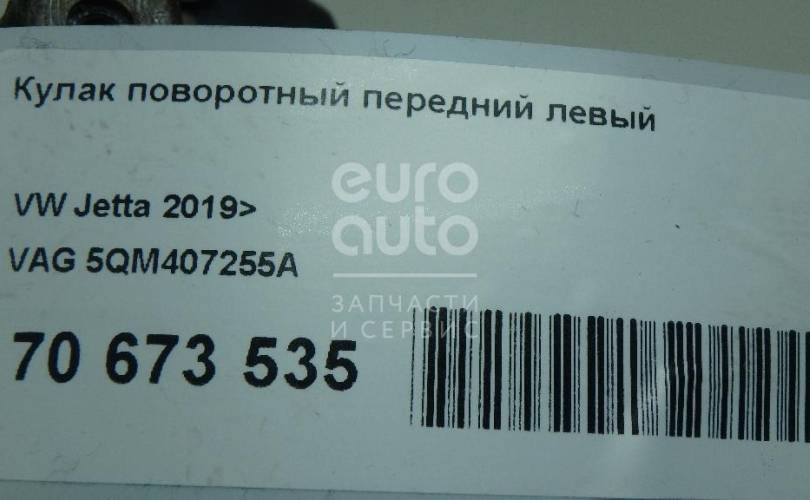 Кулак поворотный передний левый
VW Jetta 2019>
VAG 5QM407255A
70 673 535
euro
auto
ЗАПЧАСТИ
И СЕРВИС